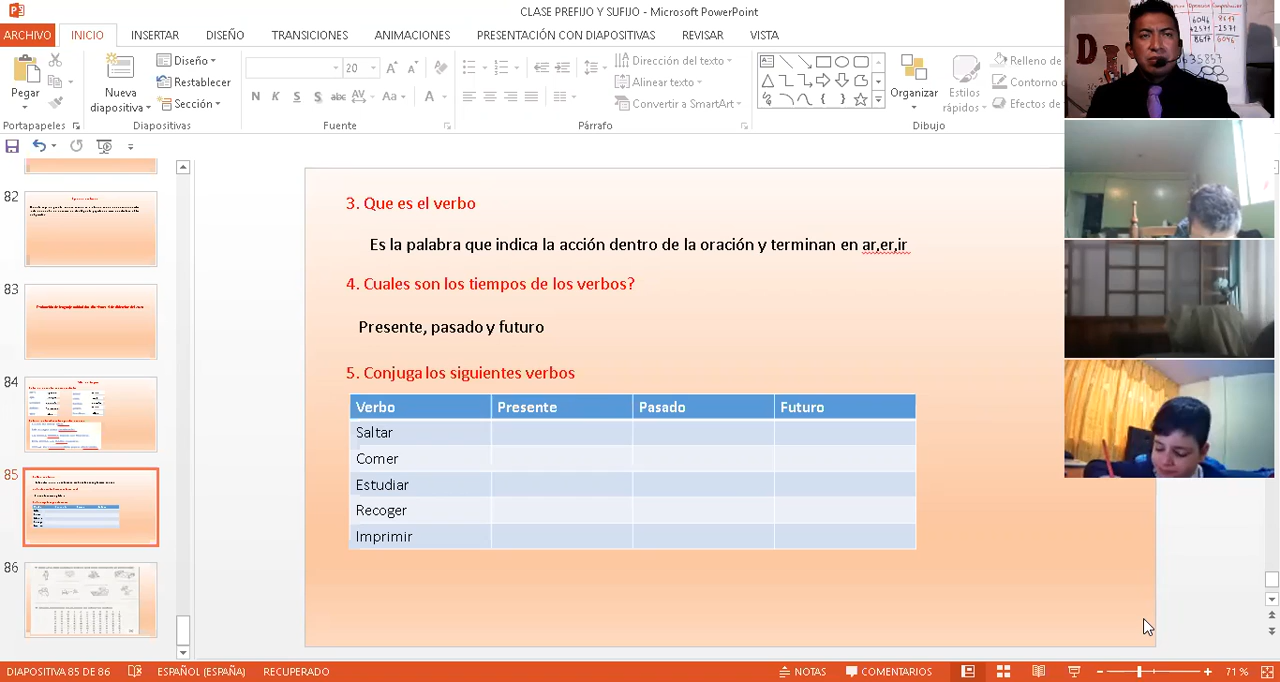 CLASE PREFIJO Y SUFIJO - Microsoft PowerPoint
ARCHIVO INICIO INSERTAR DISEÑO TRANSICIONES ANIMACIONES PRESENTACIÓN CON DIAPOSITIVAS REVISAR VISTA
Pegar
Nueva
diapositiva
Diseño
Restablecer
Sección
20
N K S S abc AV Aa A
Dirección del texto
Alinear texto
Convertir a SmartArt
Organizar
Estilos
rápidos
Relleno
Contorno
Efectos de
Portapapeles Diapositivas Fuente Párrafo Dibujo
82
83
84
85
86
3. Que es el verbo
Es la palabra que indica la acción dentro de la oración y terminan en ar,er,ir
4. Cuales son los tiempos de los verbos?
Presente, pasado y futuro
5. Conjuga los siguientes verbos
Verbo Presente Pasado Futuro
Saltar
Comer
Estudiar
Recoger
Imprimir
DIAPOSITIVA 85 DE 86 ESPAÑOL (ESPAÑA) RECUPERADO NOTAS COMENTARIOS 71 %